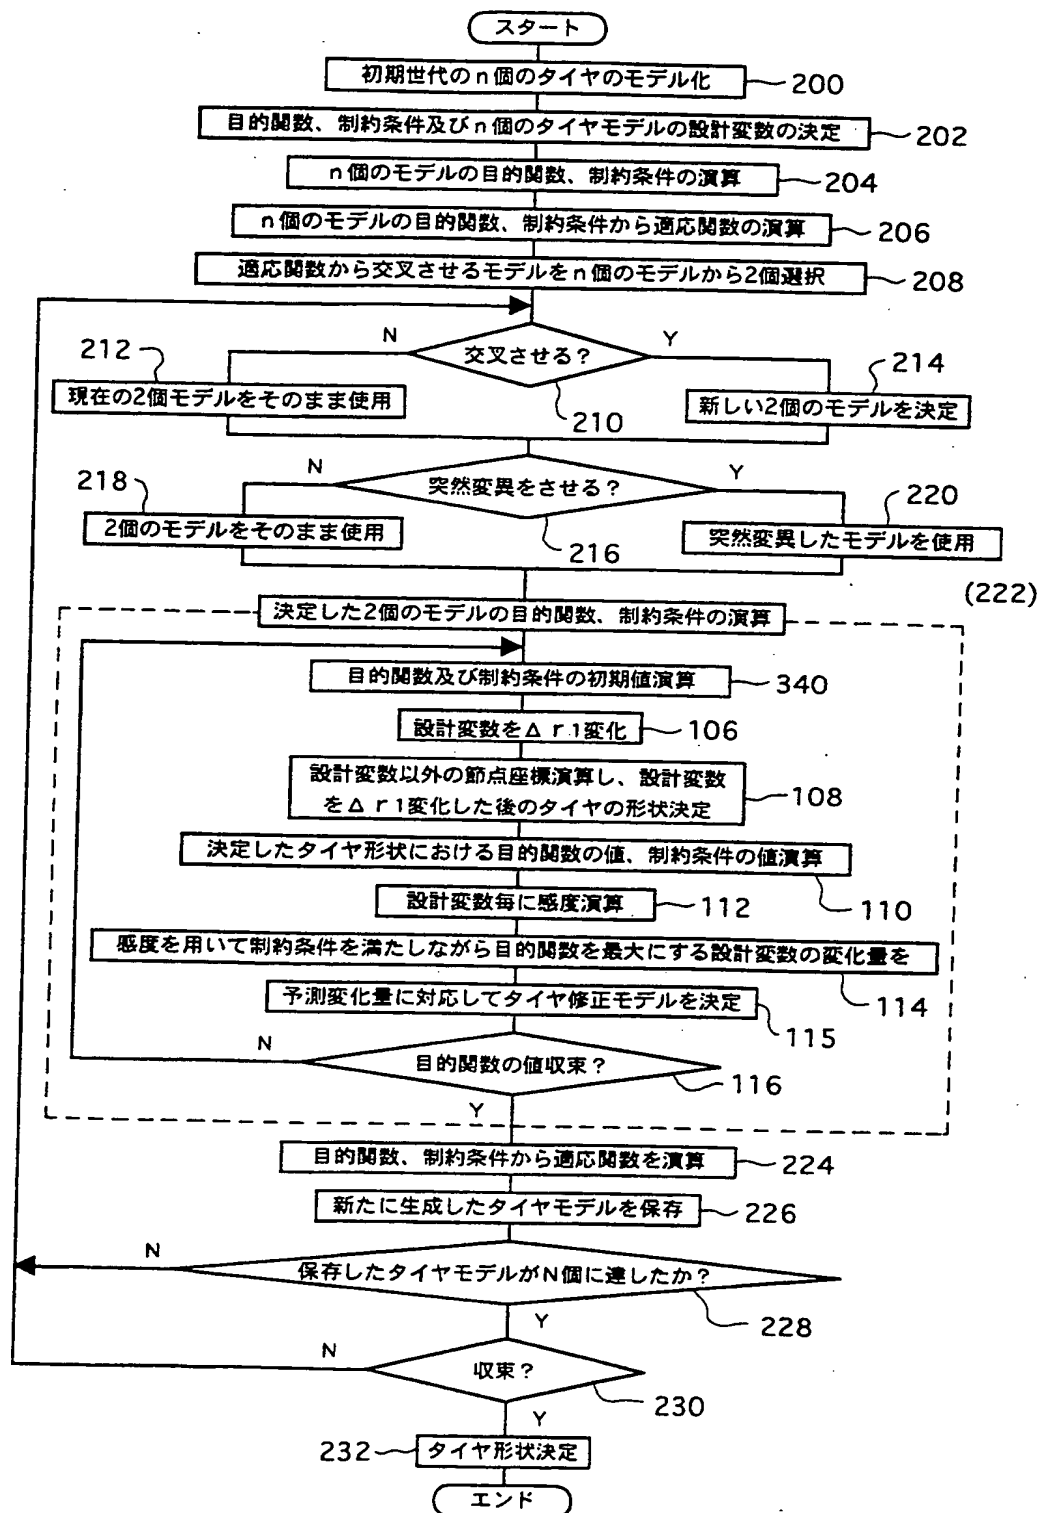 スタート
初期世代のn個のタイヤのモデル化
200
目的関数、制約条件及びn個のタイヤモデルの設計変数の決定
202
n個のモデルの目的関数、制約条件の演算
204
n個のモデルの目的関数、制約条件から適応関数の演算
206
適応関数から交叉させるモデルをn個のモデルから2個選択
208
N
交叉させる?
Y
210
212
現在の2個モデルをそのまま使用
214
新しい2個のモデルを決定
N
突然変異をさせる?
Y
216
218
2個のモデルをそのまま使用
220
突然変異したモデルを使用
(222)
決定した2個のモデルの目的関数、制約条件の演算
目的関数及び制約条件の初期値演算
340
設計変数をΔr1変化
106
設計変数以外の節点座標演算し、設計変数
をΔr1変化した後のタイヤの形状決定
108
決定したタイヤ形状における目的関数の値、制約条件の値演算
110
設計変数毎に感度演算
112
感度を用いて制約条件を満たしながら目的関数を最大にする設計変数の変化量を
114
予測変化量に対応してタイヤ修正モデルを決定
115
N
目的関数の値収束?
116
Y
目的関数、制約条件から適応関数を演算
224
新たに生成したタイヤモデルを保存
226
N
保存したタイヤモデルがN個に達したか?
228
Y
N
収束?
230
Y
232
タイヤ形状決定
エンド